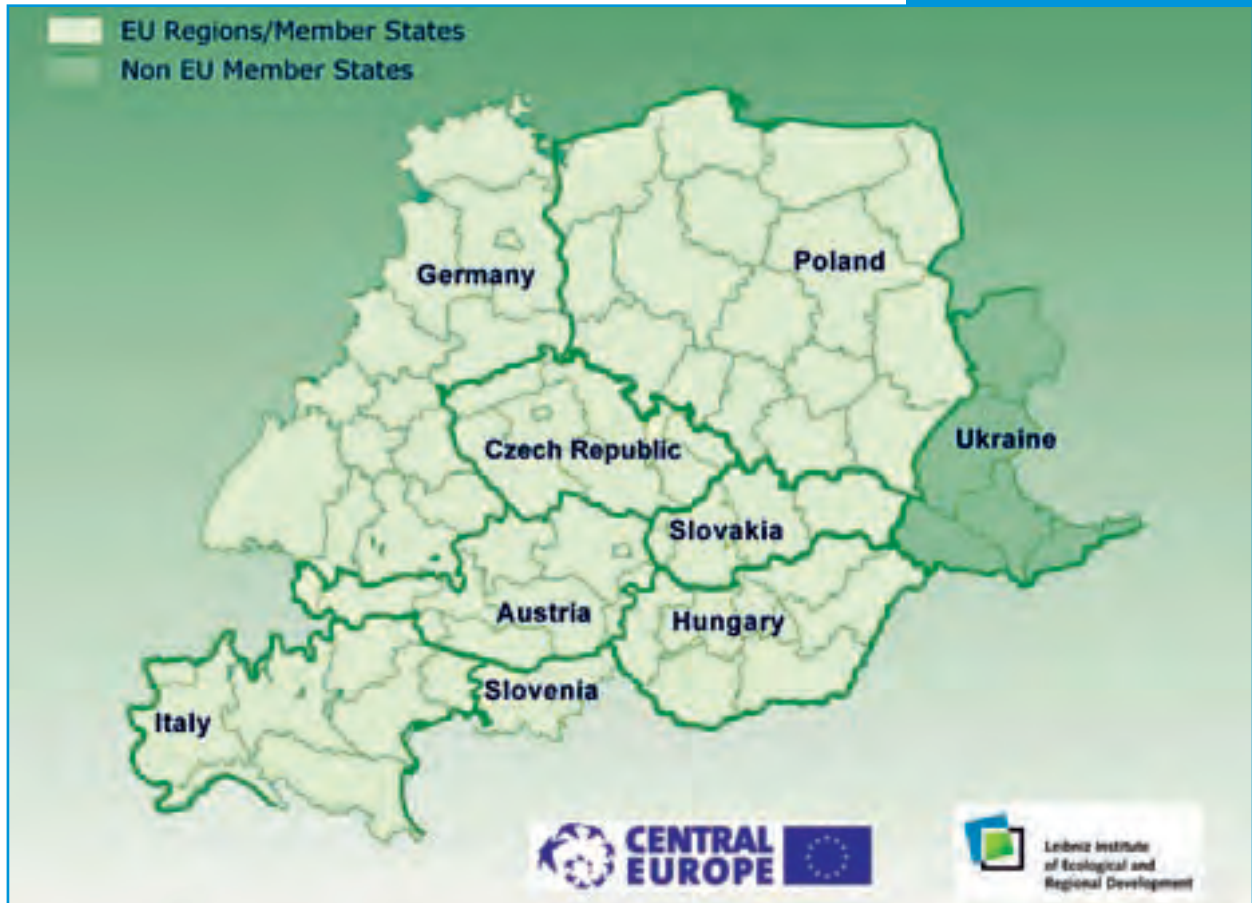 EU Regions/Member States
Non EU Member States
Germany
Poland
Ukraine
Czech Republic
Slovakia
Austria
Hungary
Slovenia
Italy
CENTRAL
EUROPE
Leibniz Institute
of Ecological and
Regional Development